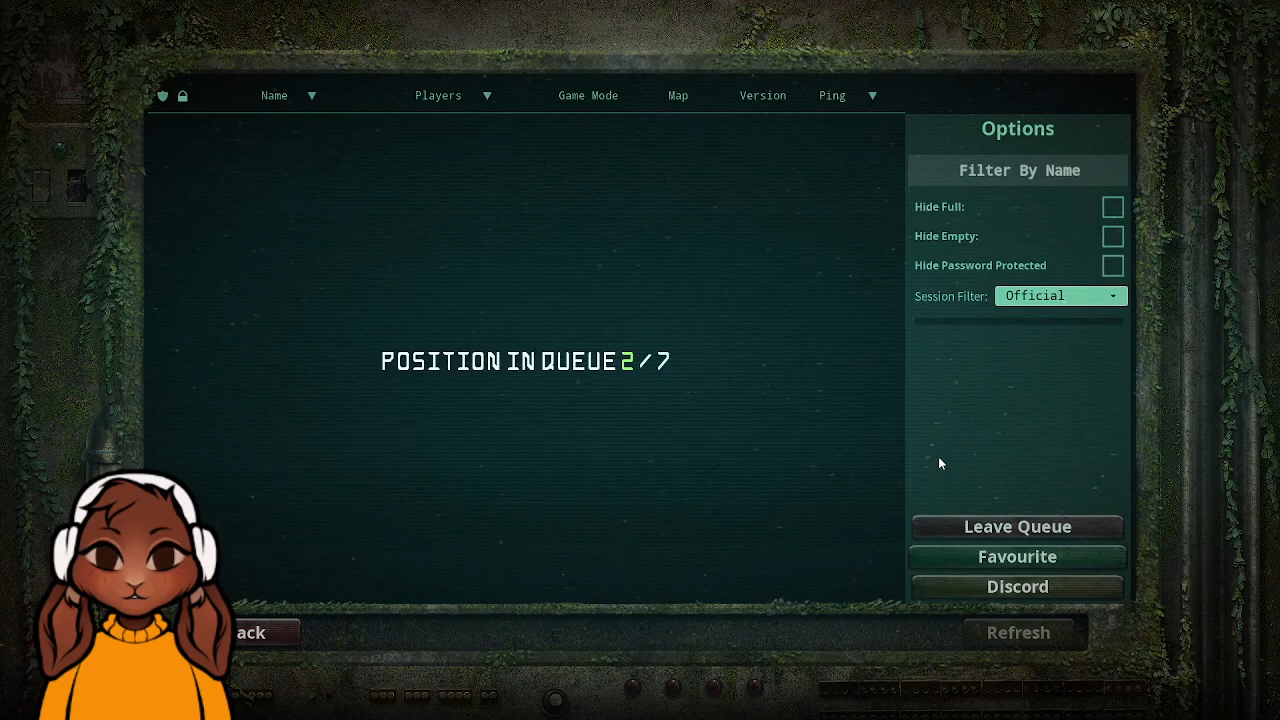 Name Players Game Mode Map Version Ping
Options
Filter By Name
Hide Full:
Hide Empty:
Hide Password Protected
Session Filter: Official
POSITION IN QUEUE 2/7
Leave Queue
Favourite
Discord
ack
Refresh